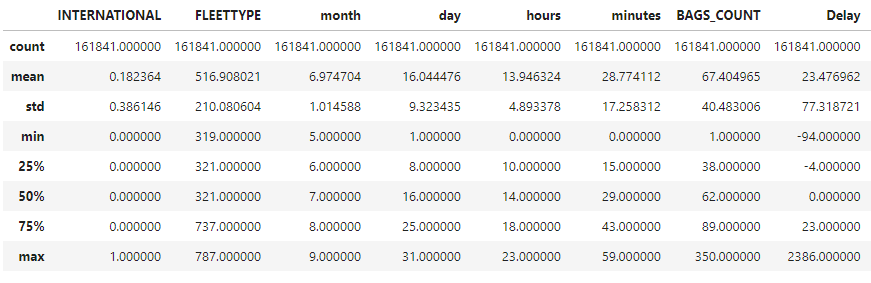 INTERNATIONAL FLEETTYPE month day hours minutes BAGS_COUNT Delay
count 161841.000000 161841.000000 161841.000000 161841.000000 161841.000000 161841.000000 161841.000000 161841.000000
mean 0.182364 516.908021 6.974704 16.044476 13.946324 28.774112 67.404965 23.476962
std 0.386146 210.080604 1.014588 9.323435 4.893378 17.258312 40.483006 77.318721
min 0.000000 319.000000 5.000000 1.000000 0.000000 0.000000 1.000000 -94.000000
25% 0.000000 321.000000 6.000000 8.000000 10.000000 15.000000 38.000000 -4.000000
50% 0.000000 321.000000 7.000000 16.000000 14.000000 29.000000 62.000000 0.000000
75% 0.000000 737.000000 8.000000 25.000000 18.000000 43.000000 89.000000 23.000000
max 1.000000 787.000000 9.000000 31.000000 23.000000 59.000000 350.000000 2386.000000